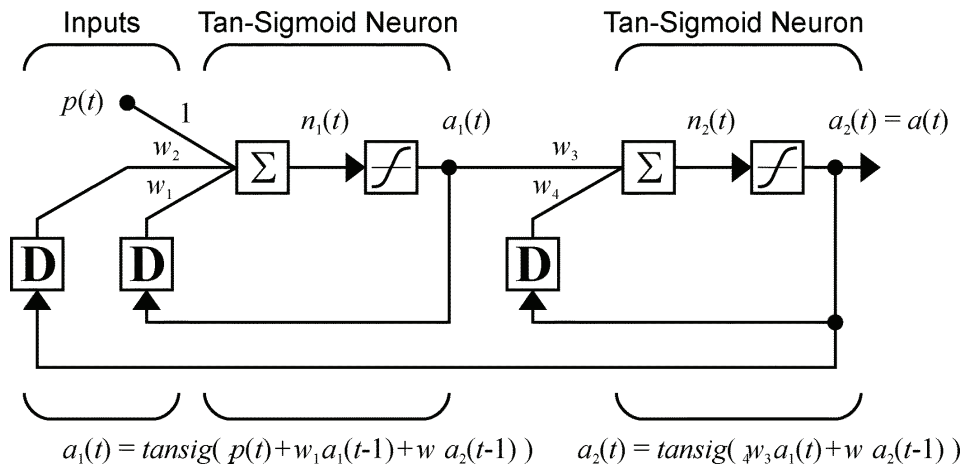 Inputs
Tan-Sigmoid Neuron
Tan-Sigmoid Neuron
p(t)
1
n₁(t)
a₁(t)
n₂(t)
a₂(t) = a(t)
w₂
w₁
Σ
w₃
w₄
Σ
D
D
D
a₁(t) = tansig( p(t)+w₁a₁(t-1)+w a₂(t-1) )
a₂(t) = tansig( ₄w₃a₁(t)+w a₂(t-1) )